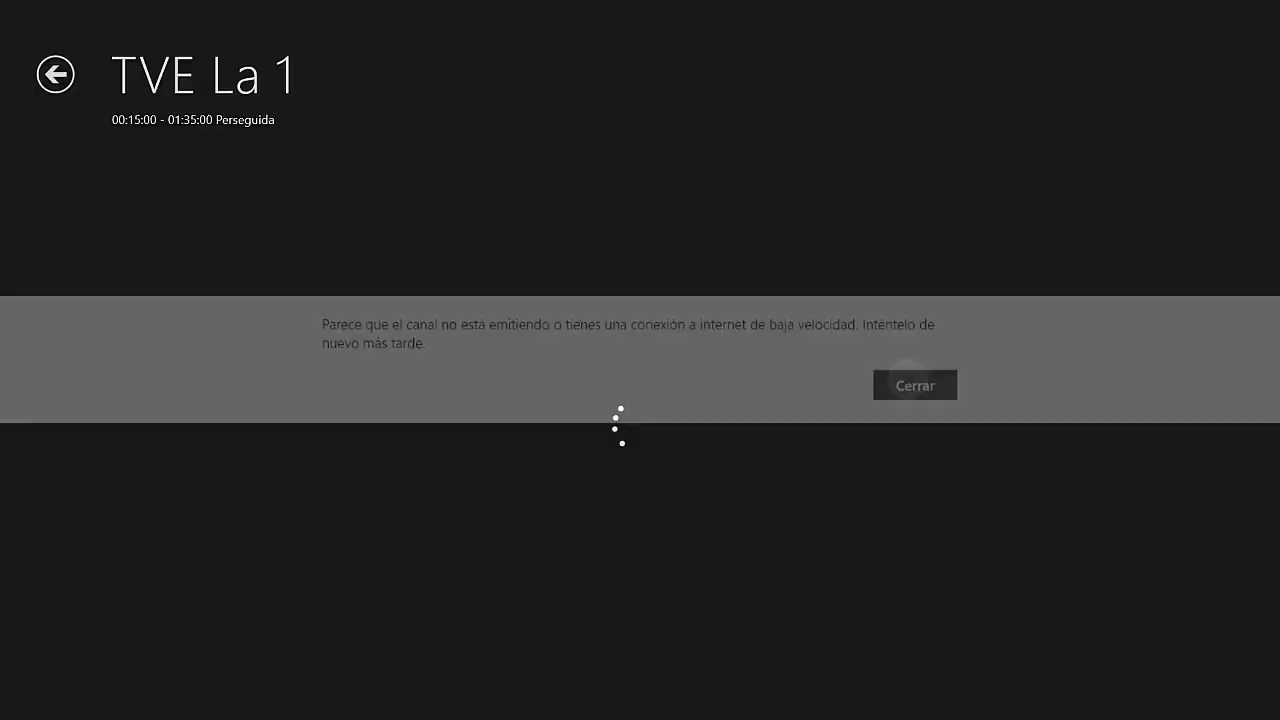 TVE La 1
00:15:00 - 01:35:00 Perseguida
Parece que el canal no está emitiendo o tienes una conexión a internet de baja velocidad. Inténtelo de
nuevo más tarde.
Cerrar